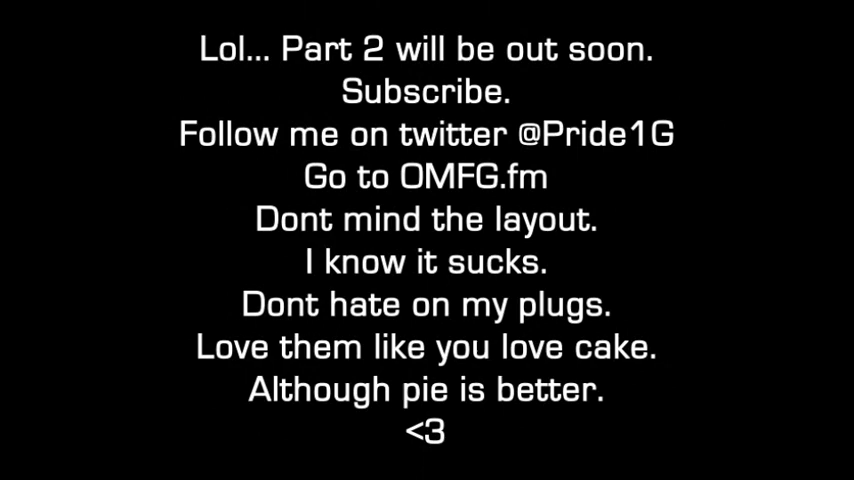 Lol... Part 2 will be out soon.
Subscribe.
Follow me on twitter @Pride1G
Go to OMFG.fm
Dont mind the layout.
I know it sucks.
Dont hate on my plugs.
Love them like you love cake.
Although pie is better.
<3